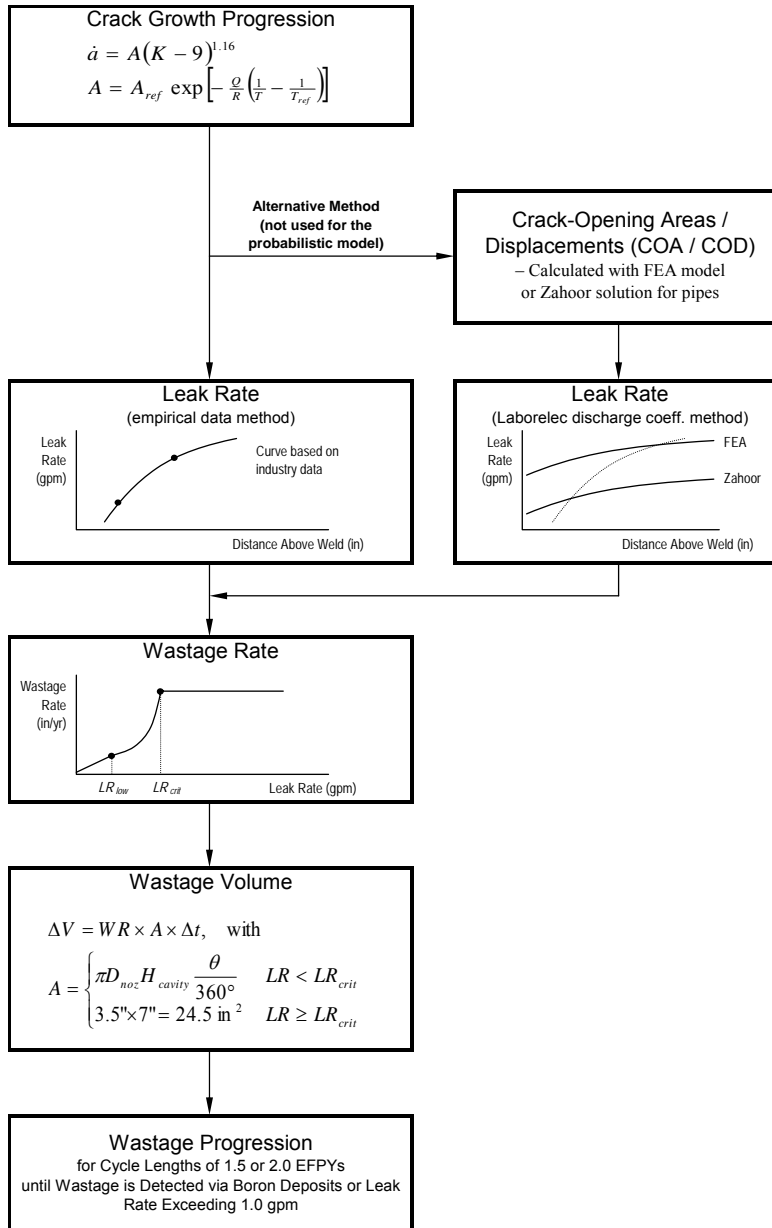 Crack Growth Progression
ȧ = A(K − 9)^1.16
A = A_ref exp[− Q/R (1/T − 1/T_ref)]
Alternative Method
(not used for the
probabilistic model)
Crack-Opening Areas /
Displacements (COA / COD)
– Calculated with FEA model
or Zahoor solution for pipes
Leak Rate
(empirical data method)
Leak
Rate
(gpm)
Curve based on
industry data
Distance Above Weld (in)
Leak Rate
(Laborelec discharge coeff. method)
Leak
Rate
(gpm)
FEA
Zahoor
Distance Above Weld (in)
Wastage Rate
Wastage
Rate
(in/yr)
LR_low LR_crit
Leak Rate (gpm)
Wastage Volume
ΔV = WR × A × Δt, with
A = { πD_noz H_cavity θ/360° LR < LR_crit
3.5"×7"= 24.5 in² LR ≥ LR_crit
Wastage Progression
for Cycle Lengths of 1.5 or 2.0 EFPYs
until Wastage is Detected via Boron Deposits or Leak
Rate Exceeding 1.0 gpm